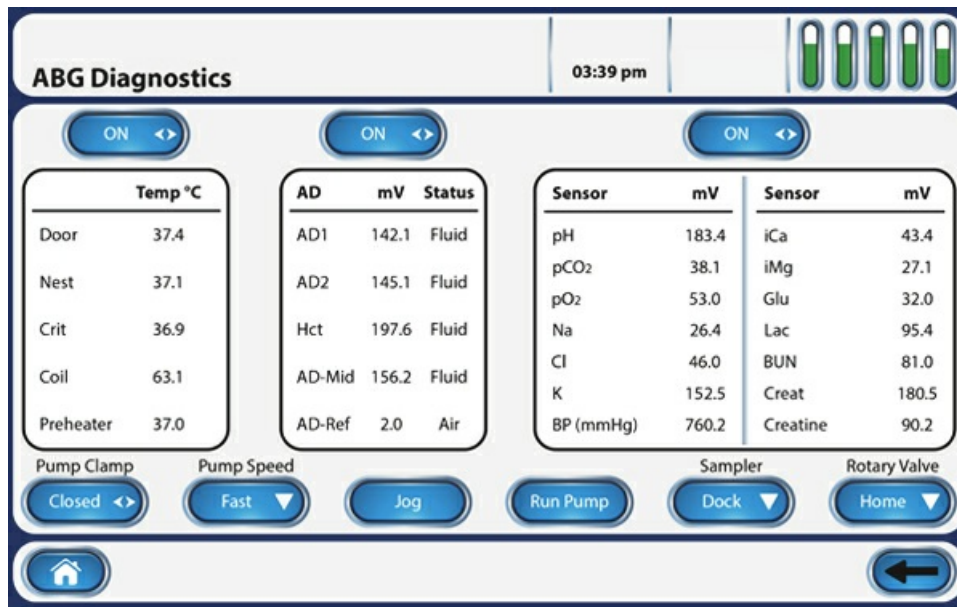 ABG Diagnostics
03:39 pm
ON
ON
ON
Temp °C
Door 37.4
Nest 37.1
Crit 36.9
Coil 63.1
Preheater 37.0
AD mV Status
AD1 142.1 Fluid
AD2 145.1 Fluid
Hct 197.6 Fluid
AD-Mid 156.2 Fluid
AD-Ref 2.0 Air
Sensor mV
pH 183.4
pCO2 38.1
pO2 53.0
Na 26.4
Cl 46.0
K 152.5
BP (mmHg) 760.2
Sensor mV
iCa 43.4
iMg 27.1
Glu 32.0
Lac 95.4
BUN 81.0
Creat 180.5
Creatine 90.2
Pump Clamp
Closed
Pump Speed
Fast
Jog
Run Pump
Sampler
Dock
Rotary Valve
Home